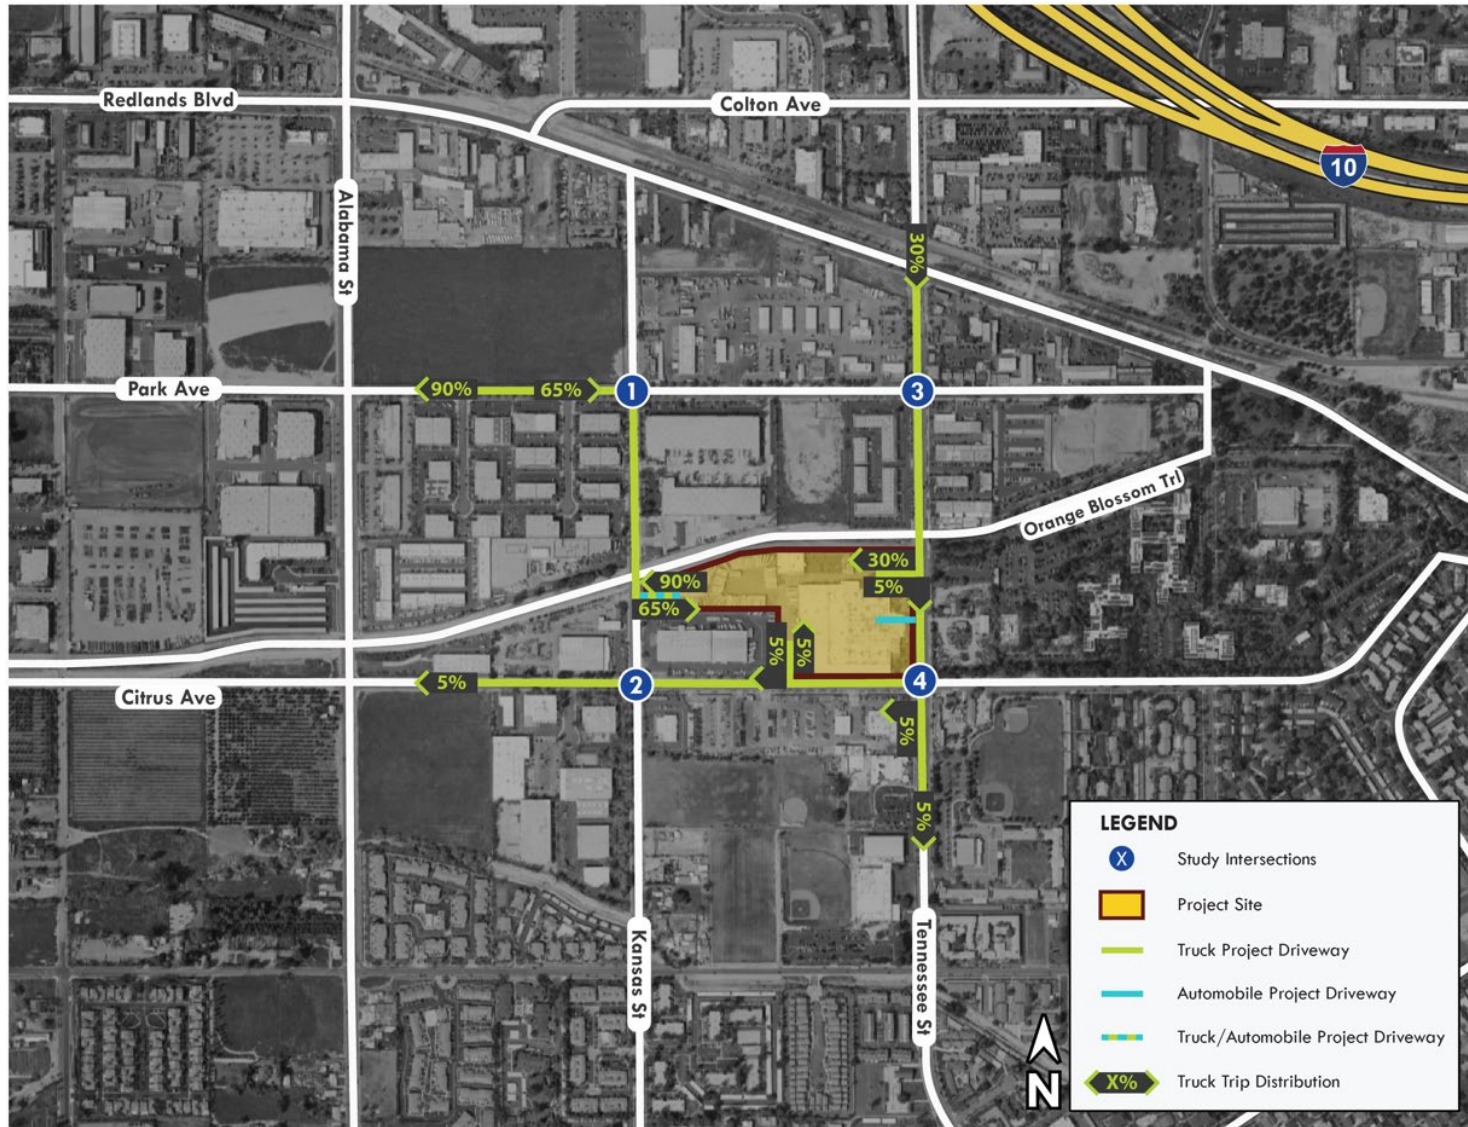 Redlands Blvd
Colton Ave
10
Alabama St
30%
Park Ave
90%
65%
1
3
Orange Blossom Trl
30%
90%
5%
65%
5%
5%
5%
2
4
Citrus Ave
5%
5%
Kansas St
Tennessee St
LEGEND
X
Study Intersections
Project Site
Truck Project Driveway
Automobile Project Driveway
Truck/Automobile Project Driveway
X%
Truck Trip Distribution
N